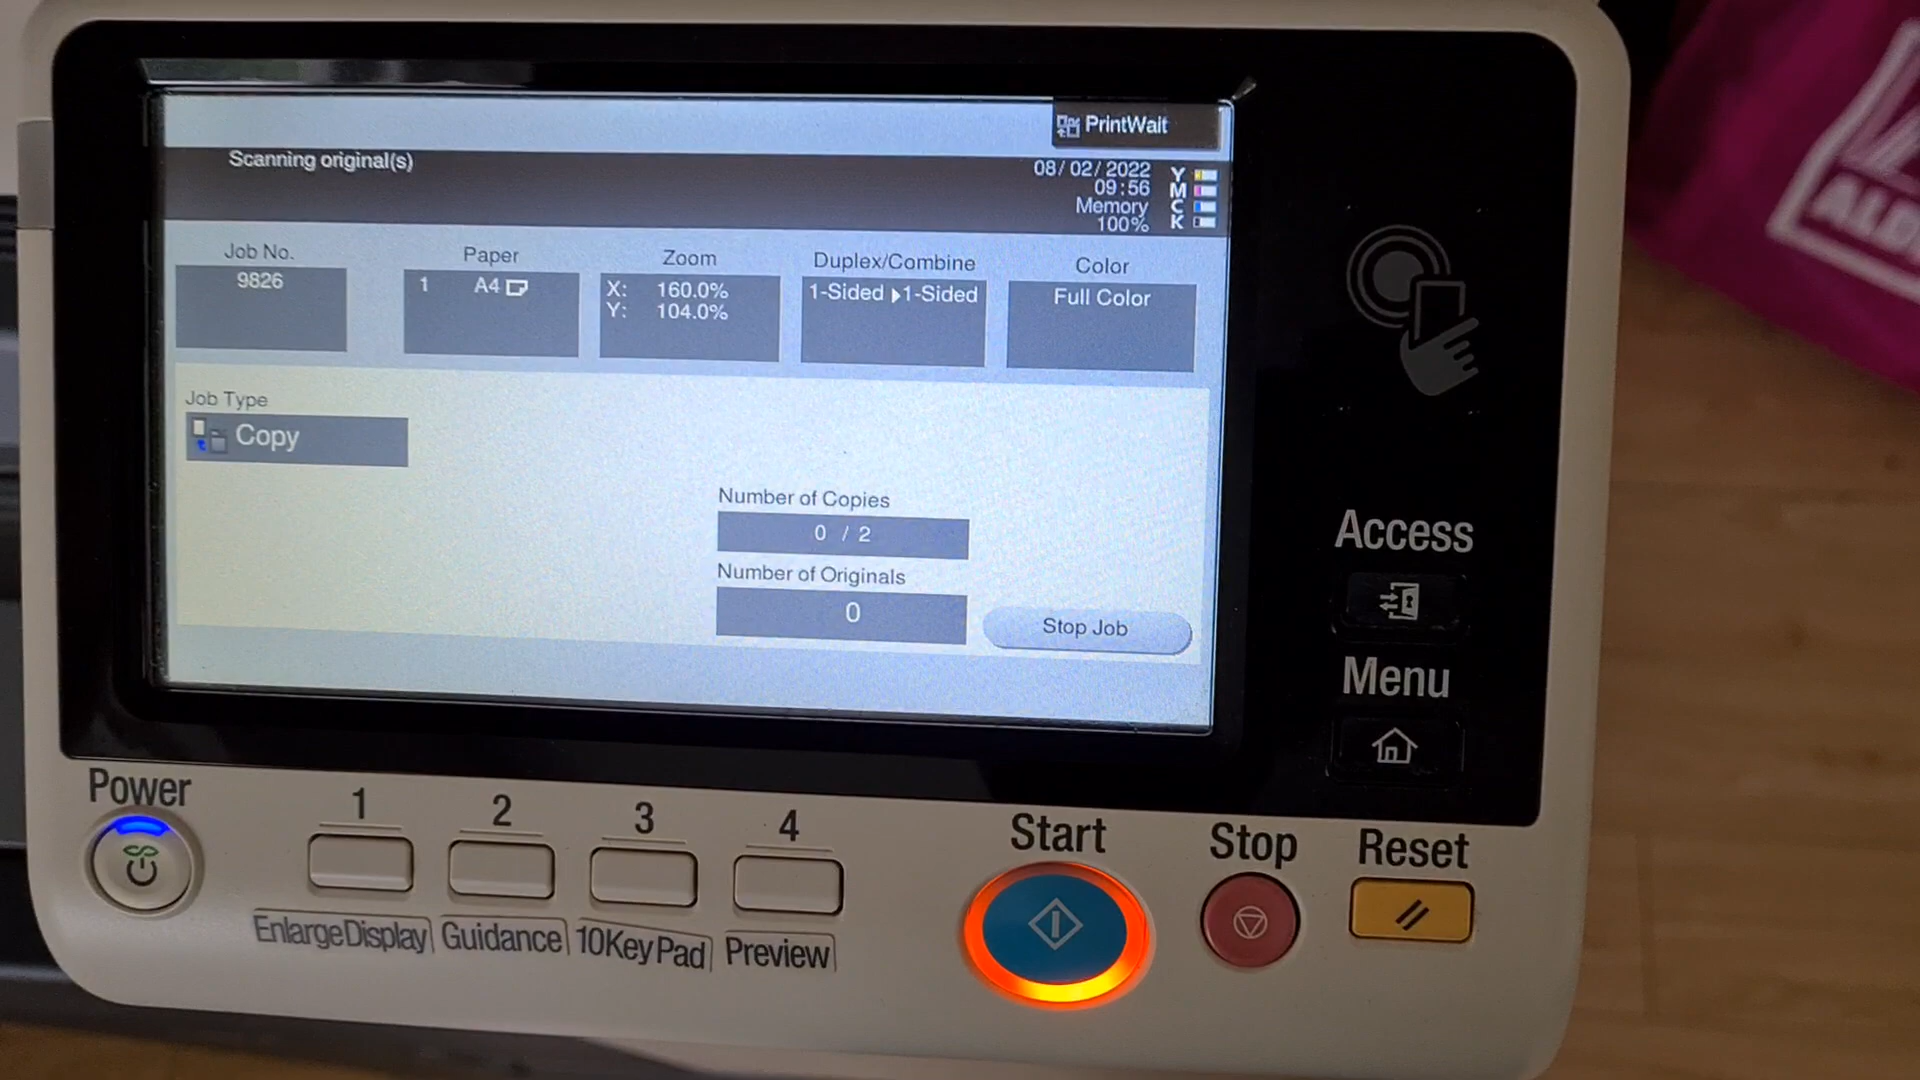 PrintWait
Scanning original(s)
08/02/2022
09:56
Memory
100%
Y
M
C
K
Job No.
9826
Paper
1 A4
Zoom
X: 160.0%
Y: 104.0%
Duplex/Combine
1-Sided ▶1-Sided
Color
Full Color
Job Type
Copy
Number of Copies
0 / 2
Number of Originals
0
Stop Job
Access
Menu
Power
1
2
3
4
Enlarge Display
Guidance
10Key Pad
Preview
Start
Stop
Reset